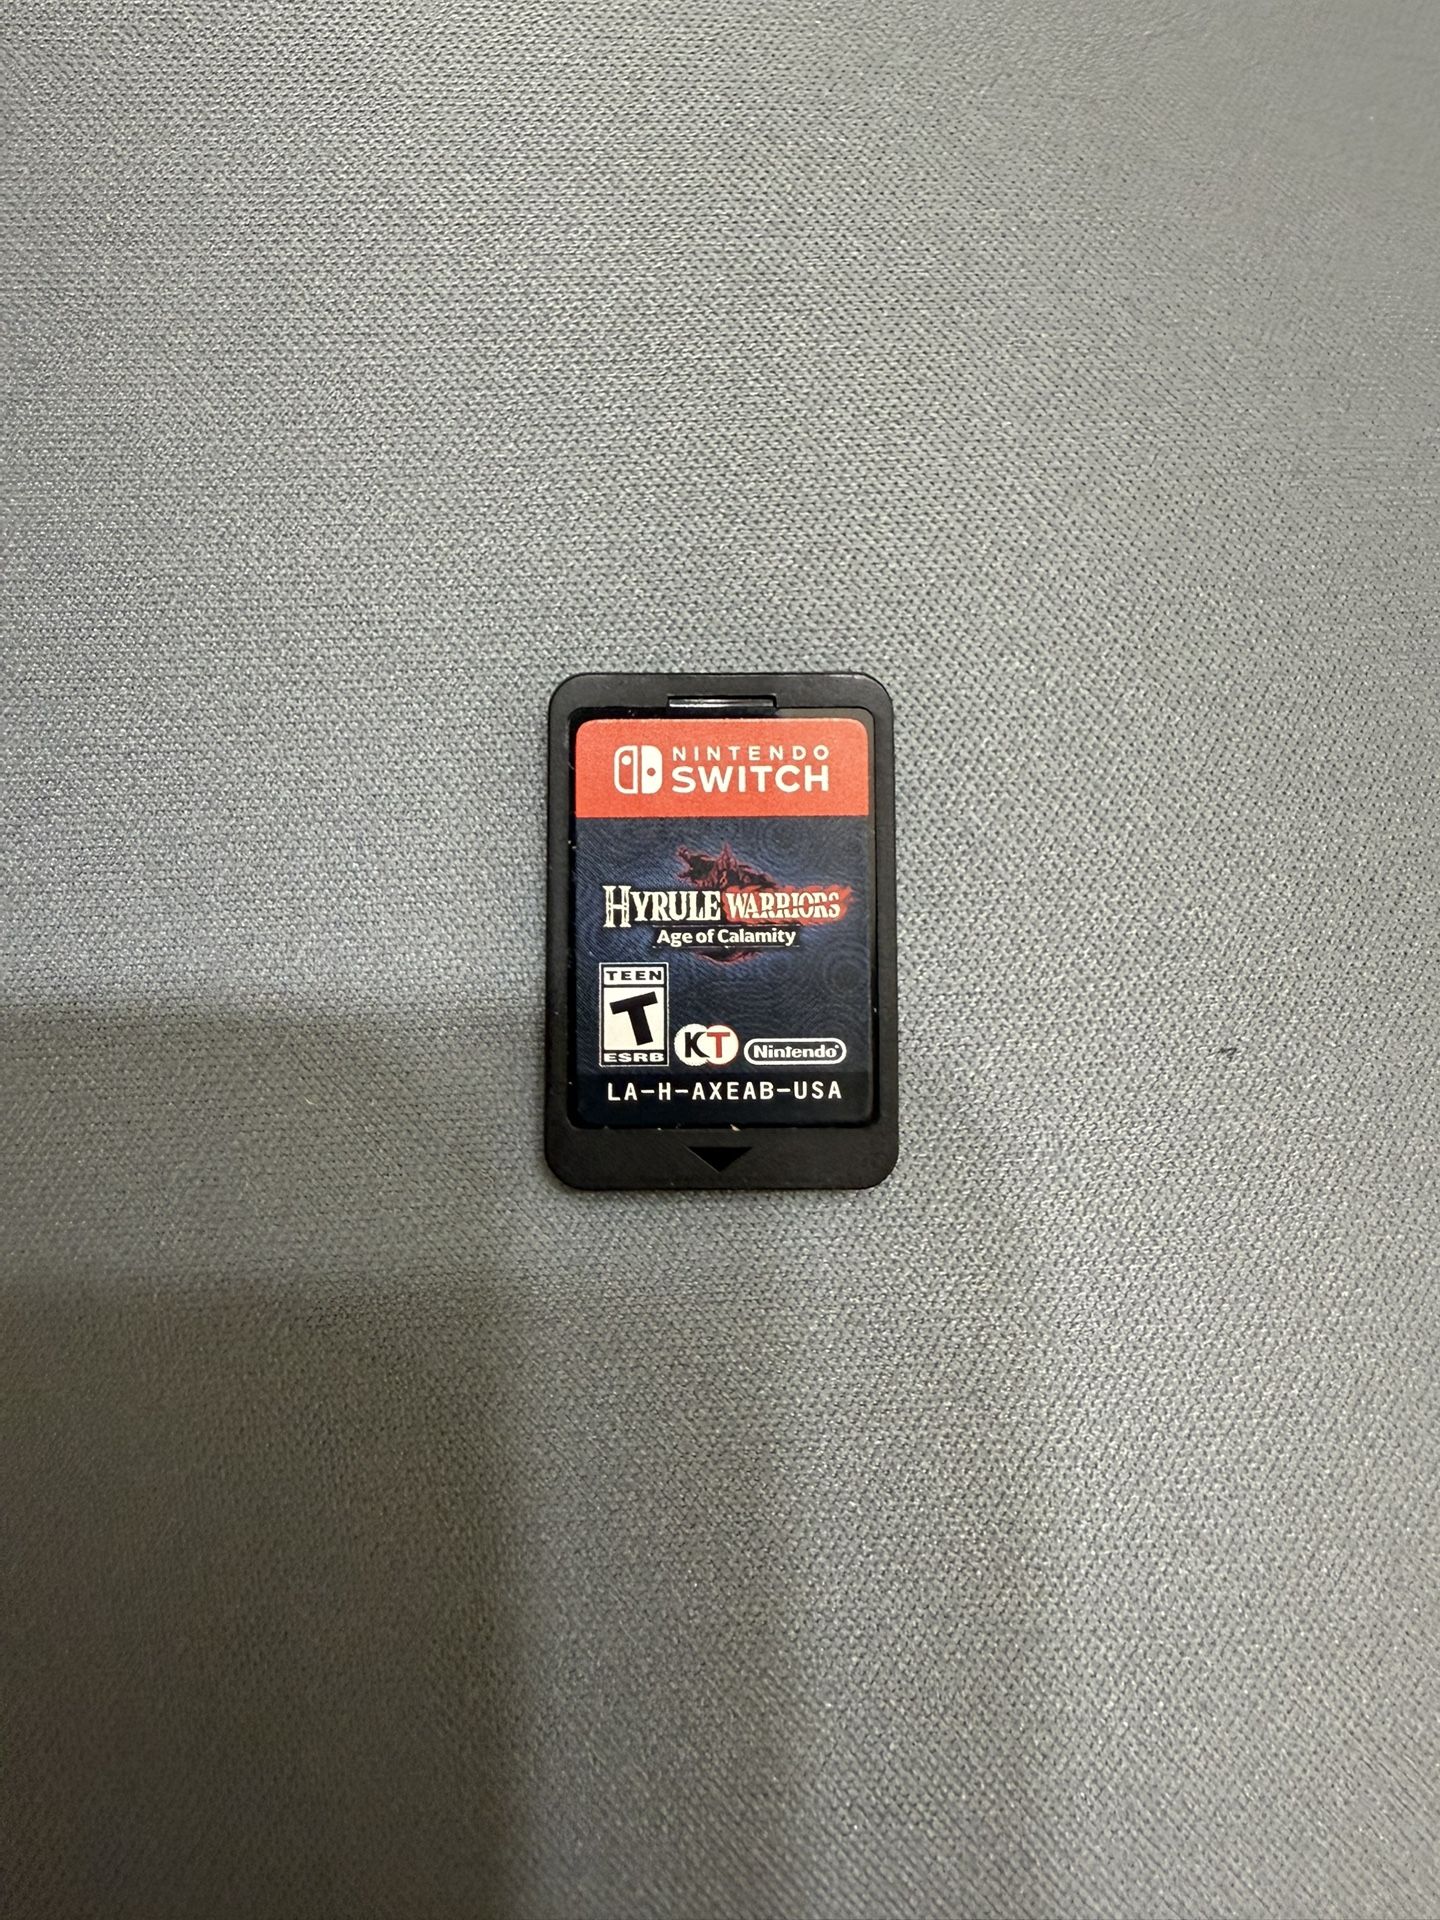 NINTENDO
SWITCH
HYRULE WARRIORS
Age of Calamity
TEEN
T
ESRB
KT
Nintendo
LA-H-AXEAB-USA